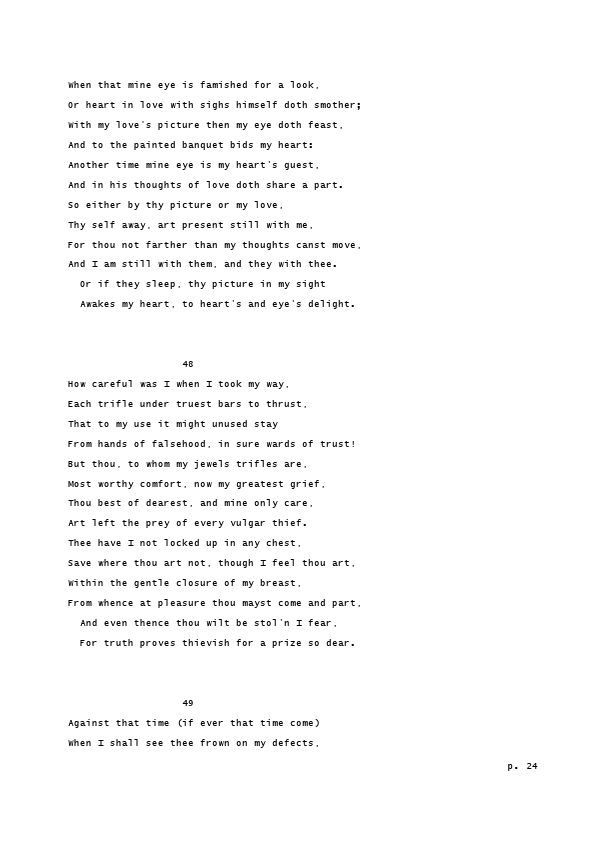 When that mine eye is famished for a look,
Or heart in love with sighs himself doth smother;
With my love's picture then my eye doth feast,
And to the painted banquet bids my heart:
Another time mine eye is my heart's guest,
And in his thoughts of love doth share a part.
So either by thy picture or my love,
Thy self away, art present still with me,
For thou not farther than my thoughts canst move,
And I am still with them, and they with thee.
Or if they sleep, thy picture in my sight
Awakes my heart, to heart's and eye's delight.
48
How careful was I when I took my way,
Each trifle under truest bars to thrust,
That to my use it might unused stay
From hands of falsehood, in sure wards of trust!
But thou, to whom my jewels trifles are,
Most worthy comfort, now my greatest grief,
Thou best of dearest, and mine only care,
Art left the prey of every vulgar thief.
Thee have I not locked up in any chest,
Save where thou art not, though I feel thou art,
Within the gentle closure of my breast,
From whence at pleasure thou mayst come and part,
And even thence thou wilt be stol'n I fear,
For truth proves thievish for a prize so dear.
49
Against that time (if ever that time come)
When I shall see thee frown on my defects,
p. 24